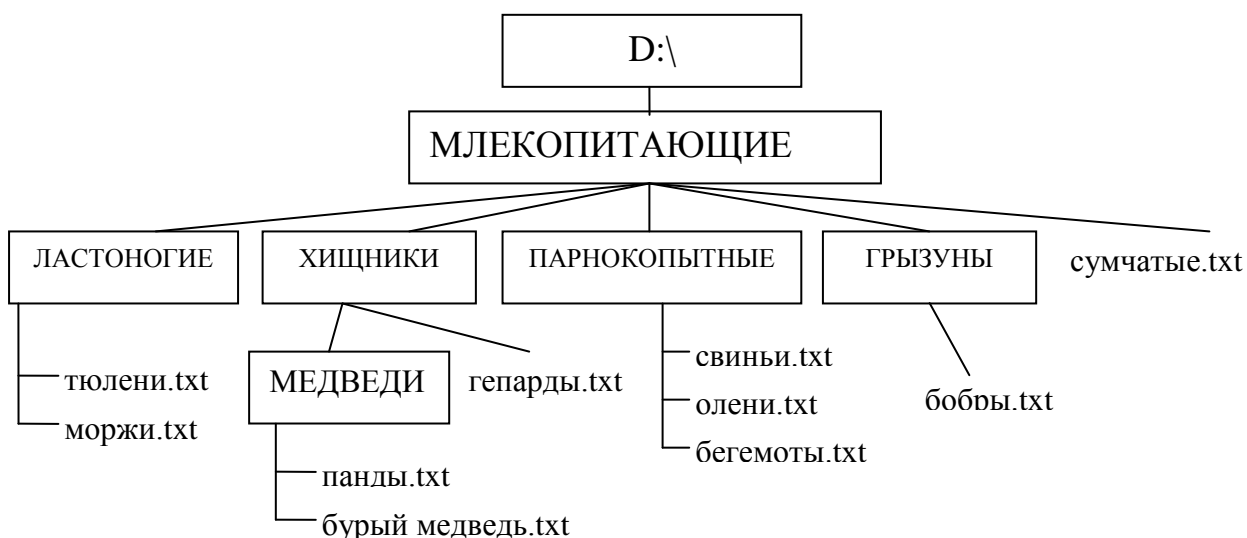 D:\
МЛЕКОПИТАЮЩИЕ
ЛАСТОНОГИЕ
ХИЩНИКИ
ПАРНОКОПЫТНЫЕ
ГРЫЗУНЫ
сумчатые.txt
тюлени.txt
моржи.txt
МЕДВЕДИ
гепарды.txt
панды.txt
бурый медведь.txt
свиньи.txt
олени.txt
бегемоты.txt
бобры.txt